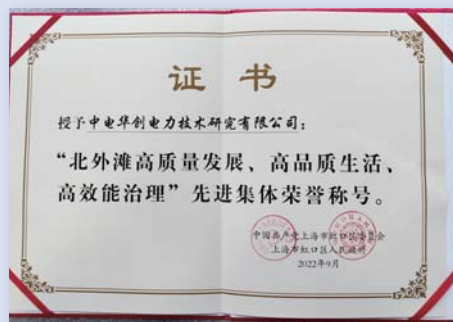 证书
授予中电华创电力技术研究有限公司：
“北外滩高质量发展、高品质生活、
高效能治理”先进集体荣誉称号。
中国共产党上海市虹口区委员会
上海市虹口区人民政府
2022年9月